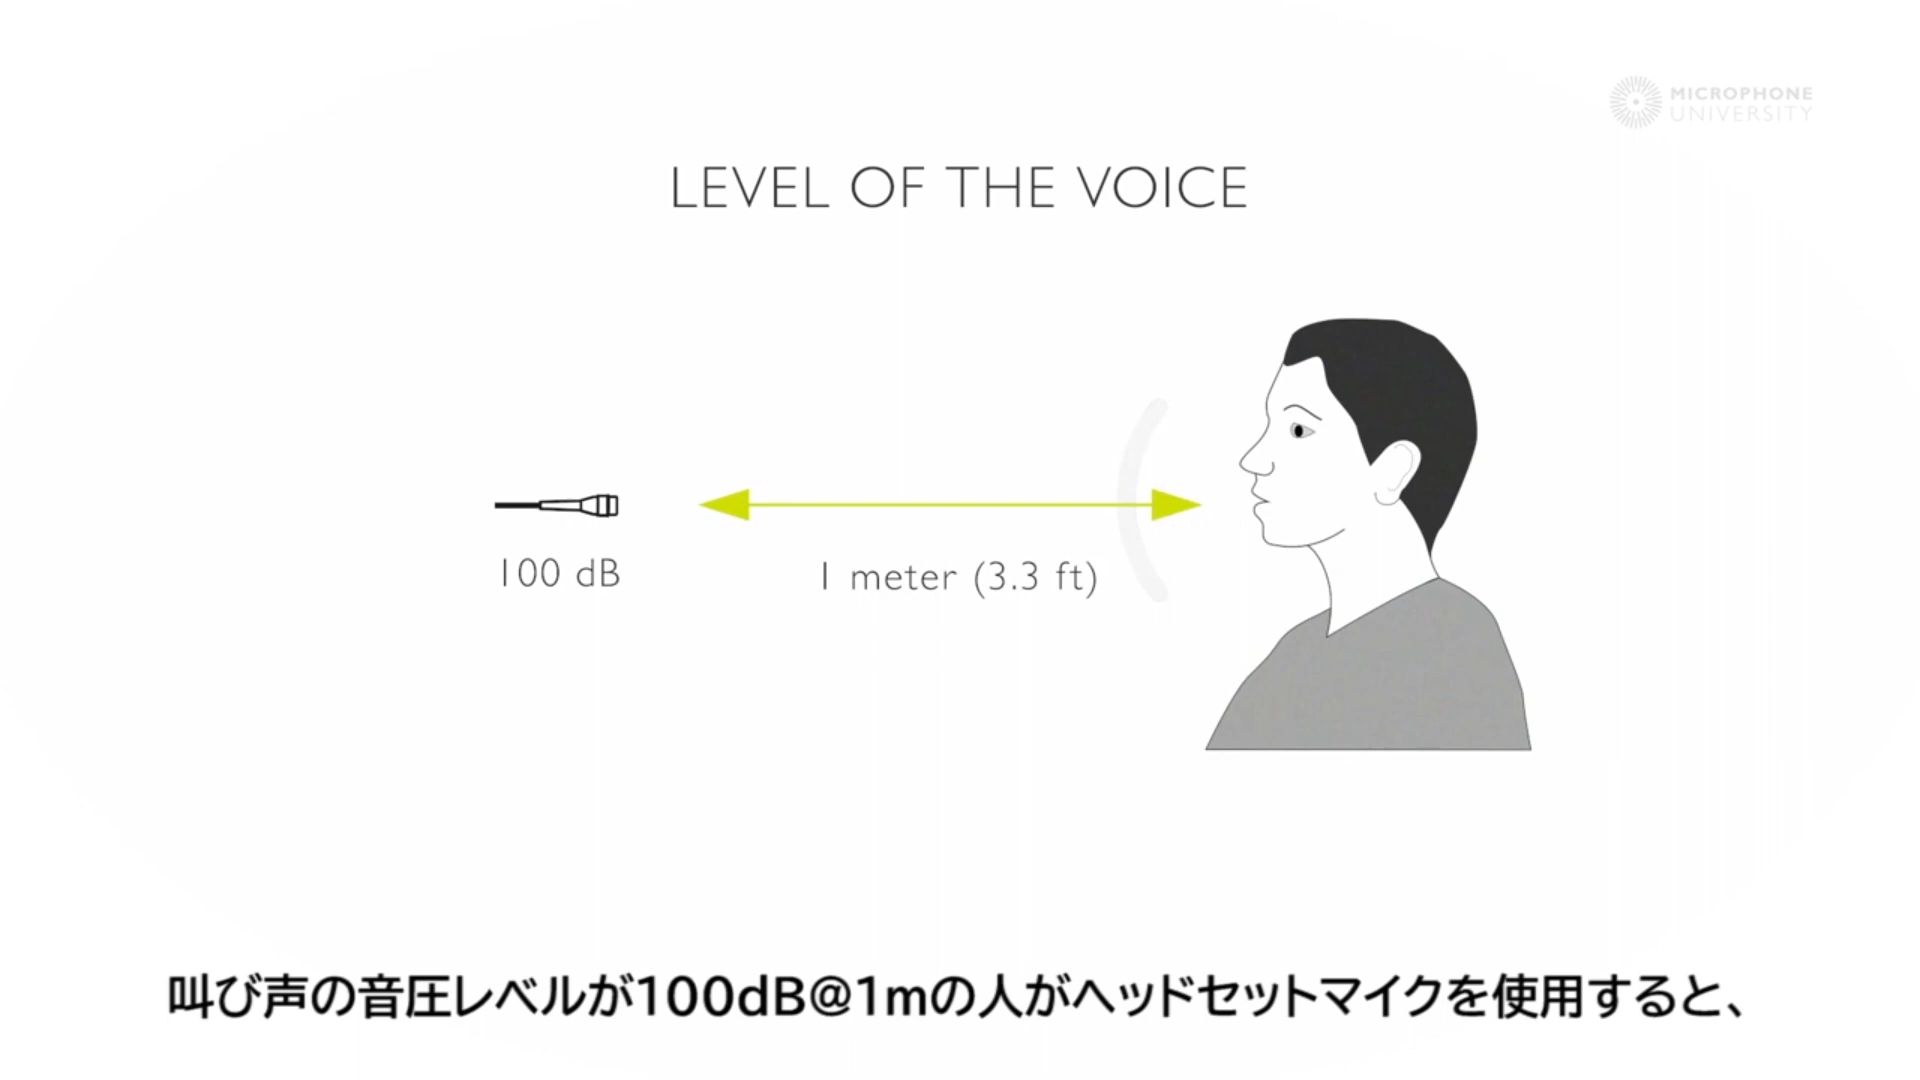 MICROPHONE
UNIVERSITY
LEVEL OF THE VOICE
100 dB
1 meter (3.3 ft)
叫び声の音圧レベルが100dB@1mの人がヘッドセットマイクを使用すると、